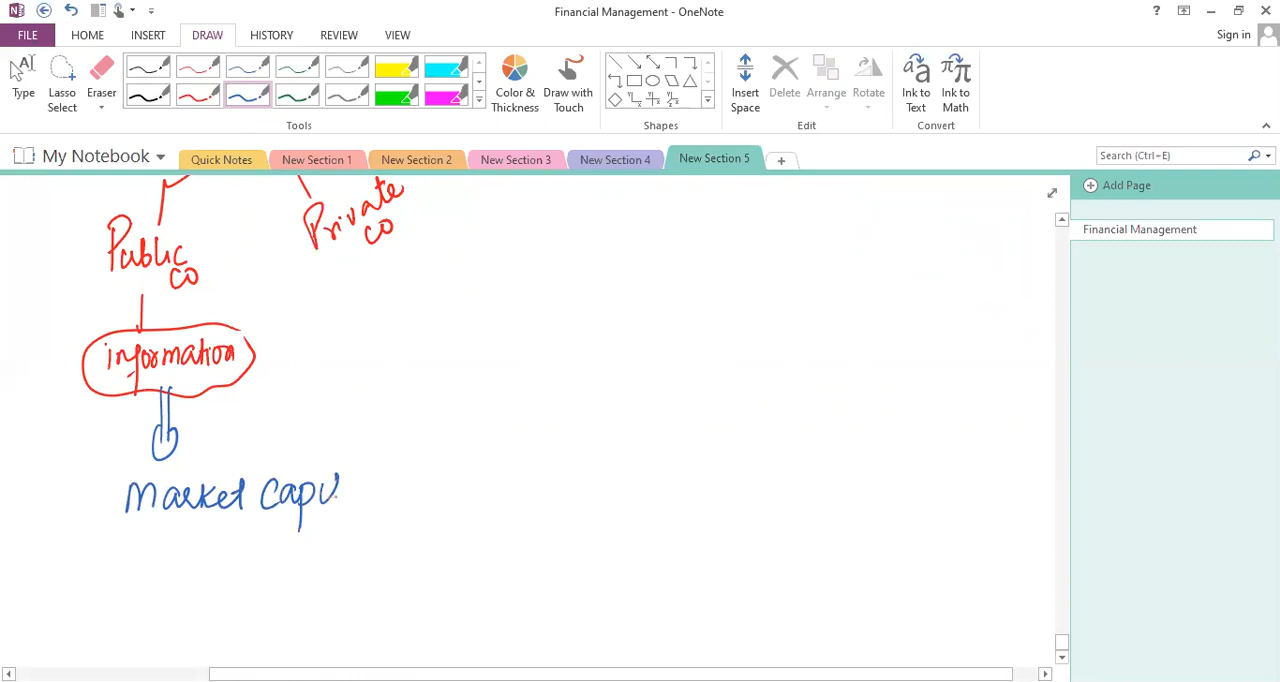 Financial Management - OneNote
?
FILE HOME INSERT DRAW HISTORY REVIEW VIEW
Sign in
Type
Lasso Select
Eraser
Color & Thickness
Draw with Touch
Insert Space
Delete
Arrange
Rotate
Ink to Text
Ink to Math
Tools
Shapes
Edit
Convert
My Notebook
Quick Notes
New Section 1
New Section 2
New Section 3
New Section 4
New Section 5
Search (Ctrl+E)
Add Page
Financial Management
Private
co
Public
co
information
Market Capi